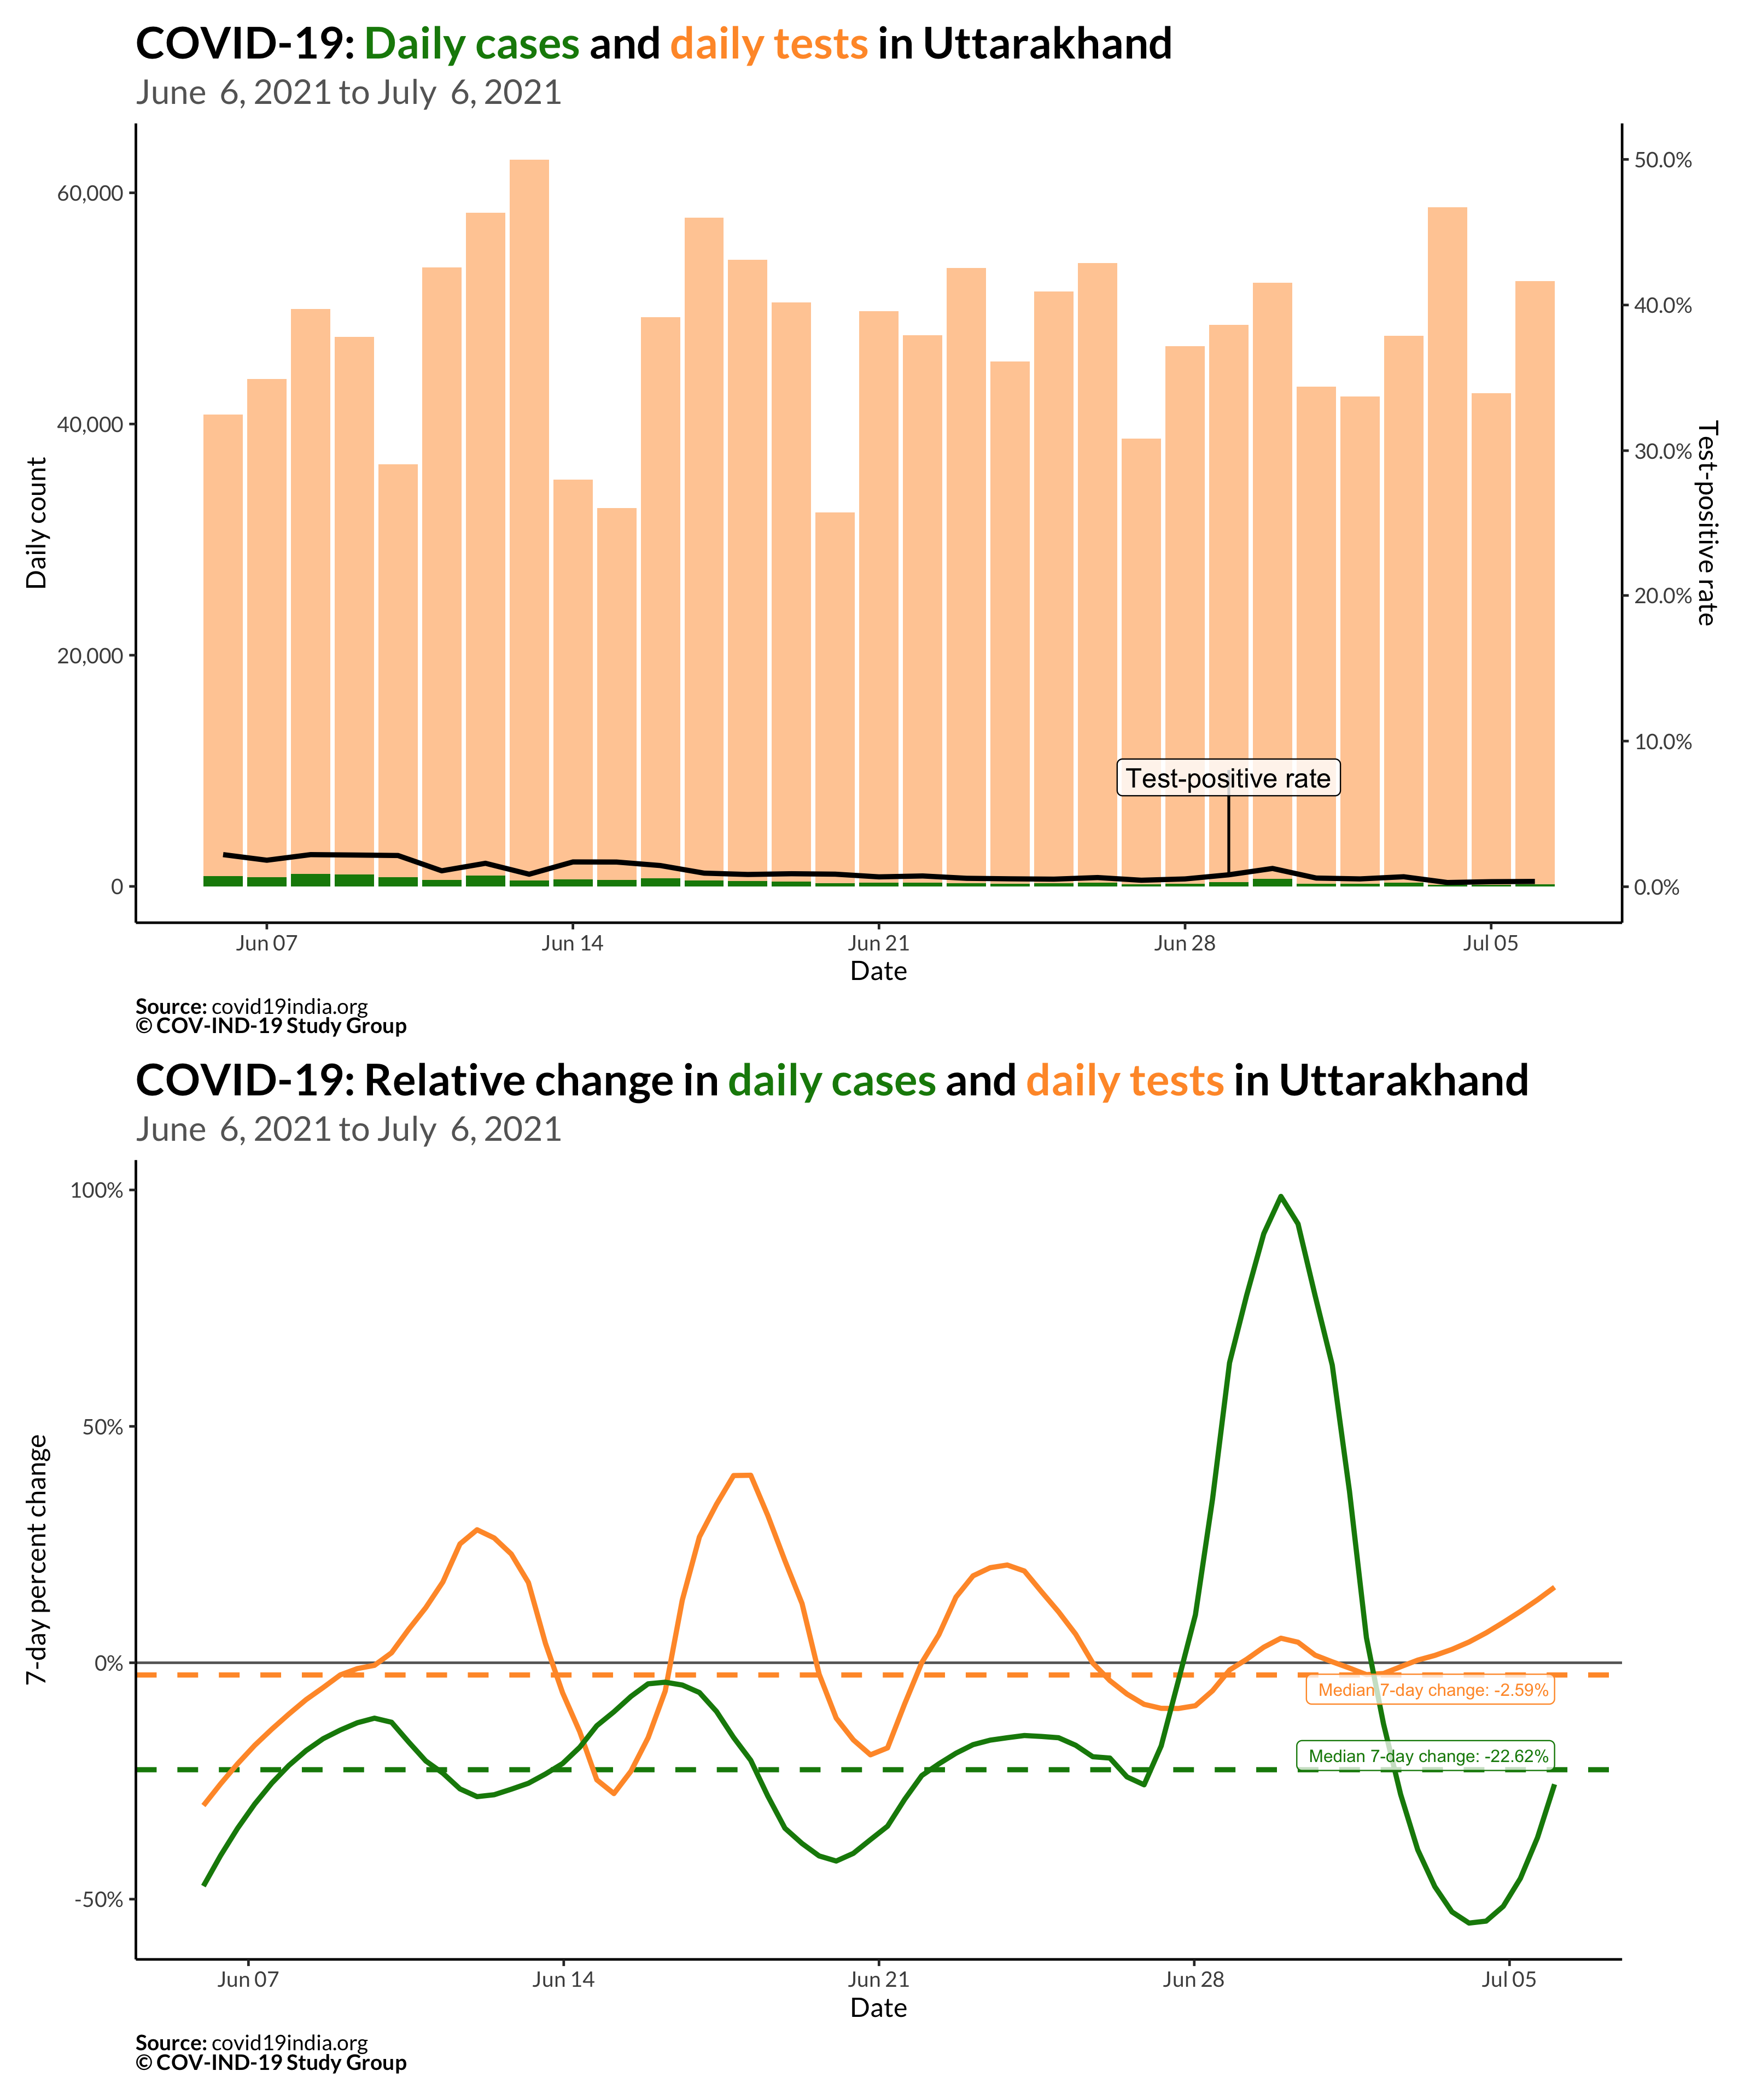 COVID-19: Daily cases and daily tests in Uttarakhand
June 6, 2021 to July 6, 2021
60,000
40,000
20,000
0
Daily count
50.0%
40.0%
30.0%
20.0%
10.0%
0.0%
Test-positive rate
Test-positive rate
Jun 07
Jun 14
Jun 21
Jun 28
Jul 05
Date
Source: covid19india.org
© COV-IND-19 Study Group
COVID-19: Relative change in daily cases and daily tests in Uttarakhand
June 6, 2021 to July 6, 2021
100%
50%
0%
-50%
7-day percent change
Median 7-day change: -2.59%
Median 7-day change: -22.62%
Jun 07
Jun 14
Jun 21
Jun 28
Jul 05
Date
Source: covid19india.org
© COV-IND-19 Study Group